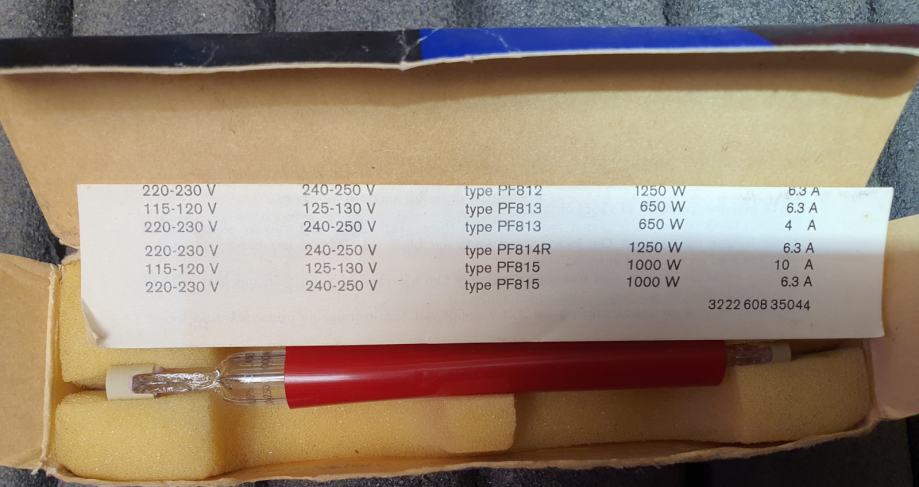 220-230 V 240-250 V type PF812 1250 W 6.3 A
115-120 V 125-130 V type PF813 650 W 6.3 A
220-230 V 240-250 V type PF813 650 W 4 A
220-230 V 240-250 V type PF814R 1250 W 6.3 A
115-120 V 125-130 V type PF815 1000 W 10 A
220-230 V 240-250 V type PF815 1000 W 6.3 A
3222 608 35044